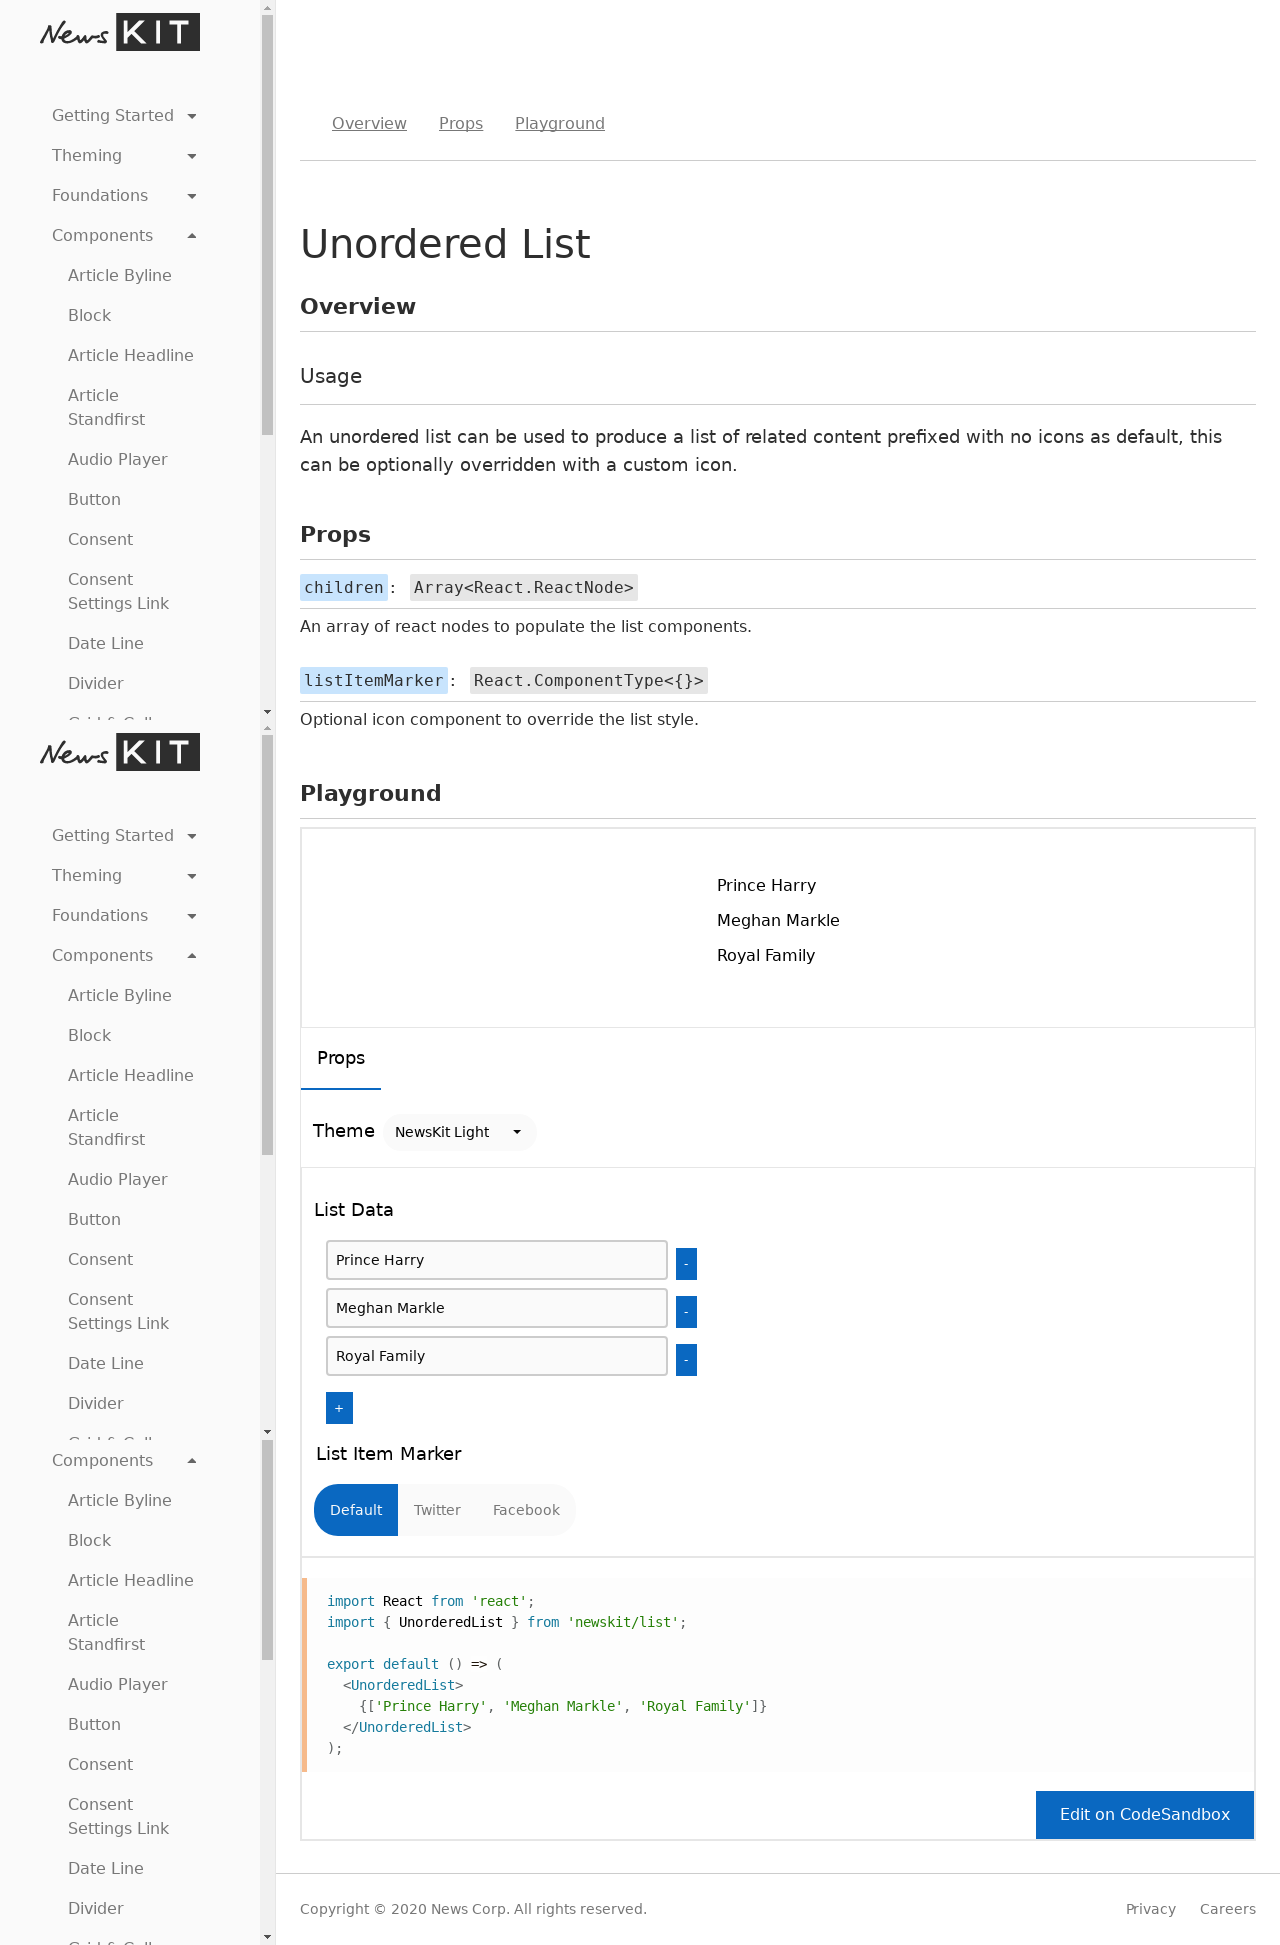 News KIT
Getting Started
Theming
Foundations
Components
Article Byline
Block
Article Headline
Article
Standfirst
Audio Player
Button
Consent
Consent
Settings Link
Date Line
Divider
News KIT
Getting Started
Theming
Foundations
Components
Article Byline
Block
Article Headline
Article
Standfirst
Audio Player
Button
Consent
Consent
Settings Link
Date Line
Divider
Components
Article Byline
Block
Article Headline
Article
Standfirst
Audio Player
Button
Consent
Consent
Settings Link
Date Line
Divider
Overview Props Playground
Unordered List
Overview
Usage
An unordered list can be used to produce a list of related content prefixed with no icons as default, this
can be optionally overridden with a custom icon.
Props
children: Array<React.ReactNode>
An array of react nodes to populate the list components.
listItemMarker: React.ComponentType<{}>
Optional icon component to override the list style.
Playground
Prince Harry
Meghan Markle
Royal Family
Props
Theme NewsKit Light
List Data
Prince Harry -
Meghan Markle -
Royal Family -
+
List Item Marker
Default Twitter Facebook
import React from 'react';
import { UnorderedList } from 'newskit/list';
export default () => (
<UnorderedList>
{['Prince Harry', 'Meghan Markle', 'Royal Family']}
</UnorderedList>
);
Edit on CodeSandbox
Copyright © 2020 News Corp. All rights reserved. Privacy Careers